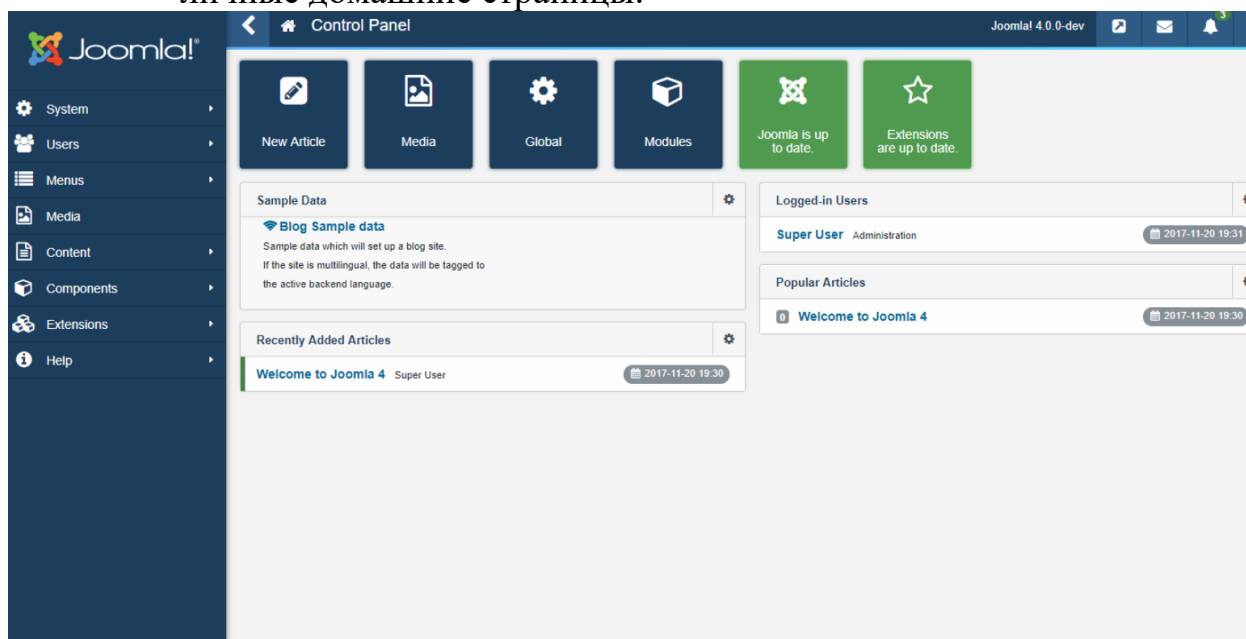 личные домашние страницы.
Joomla!®
Control Panel
Joomla! 4.0.0-dev
3
System
Users
Menus
Media
Content
Components
Extensions
Help
New Article
Media
Global
Modules
Joomla is up
to date.
Extensions
are up to date.
Sample Data
Blog Sample data
Sample data which will set up a blog site.
If the site is multilingual, the data will be tagged to
the active backend language.
Recently Added Articles
Welcome to Joomla 4 Super User 2017-11-20 19:30
Logged-in Users
Super User Administration 2017-11-20 19:31
Popular Articles
0 Welcome to Joomla 4 2017-11-20 19:30